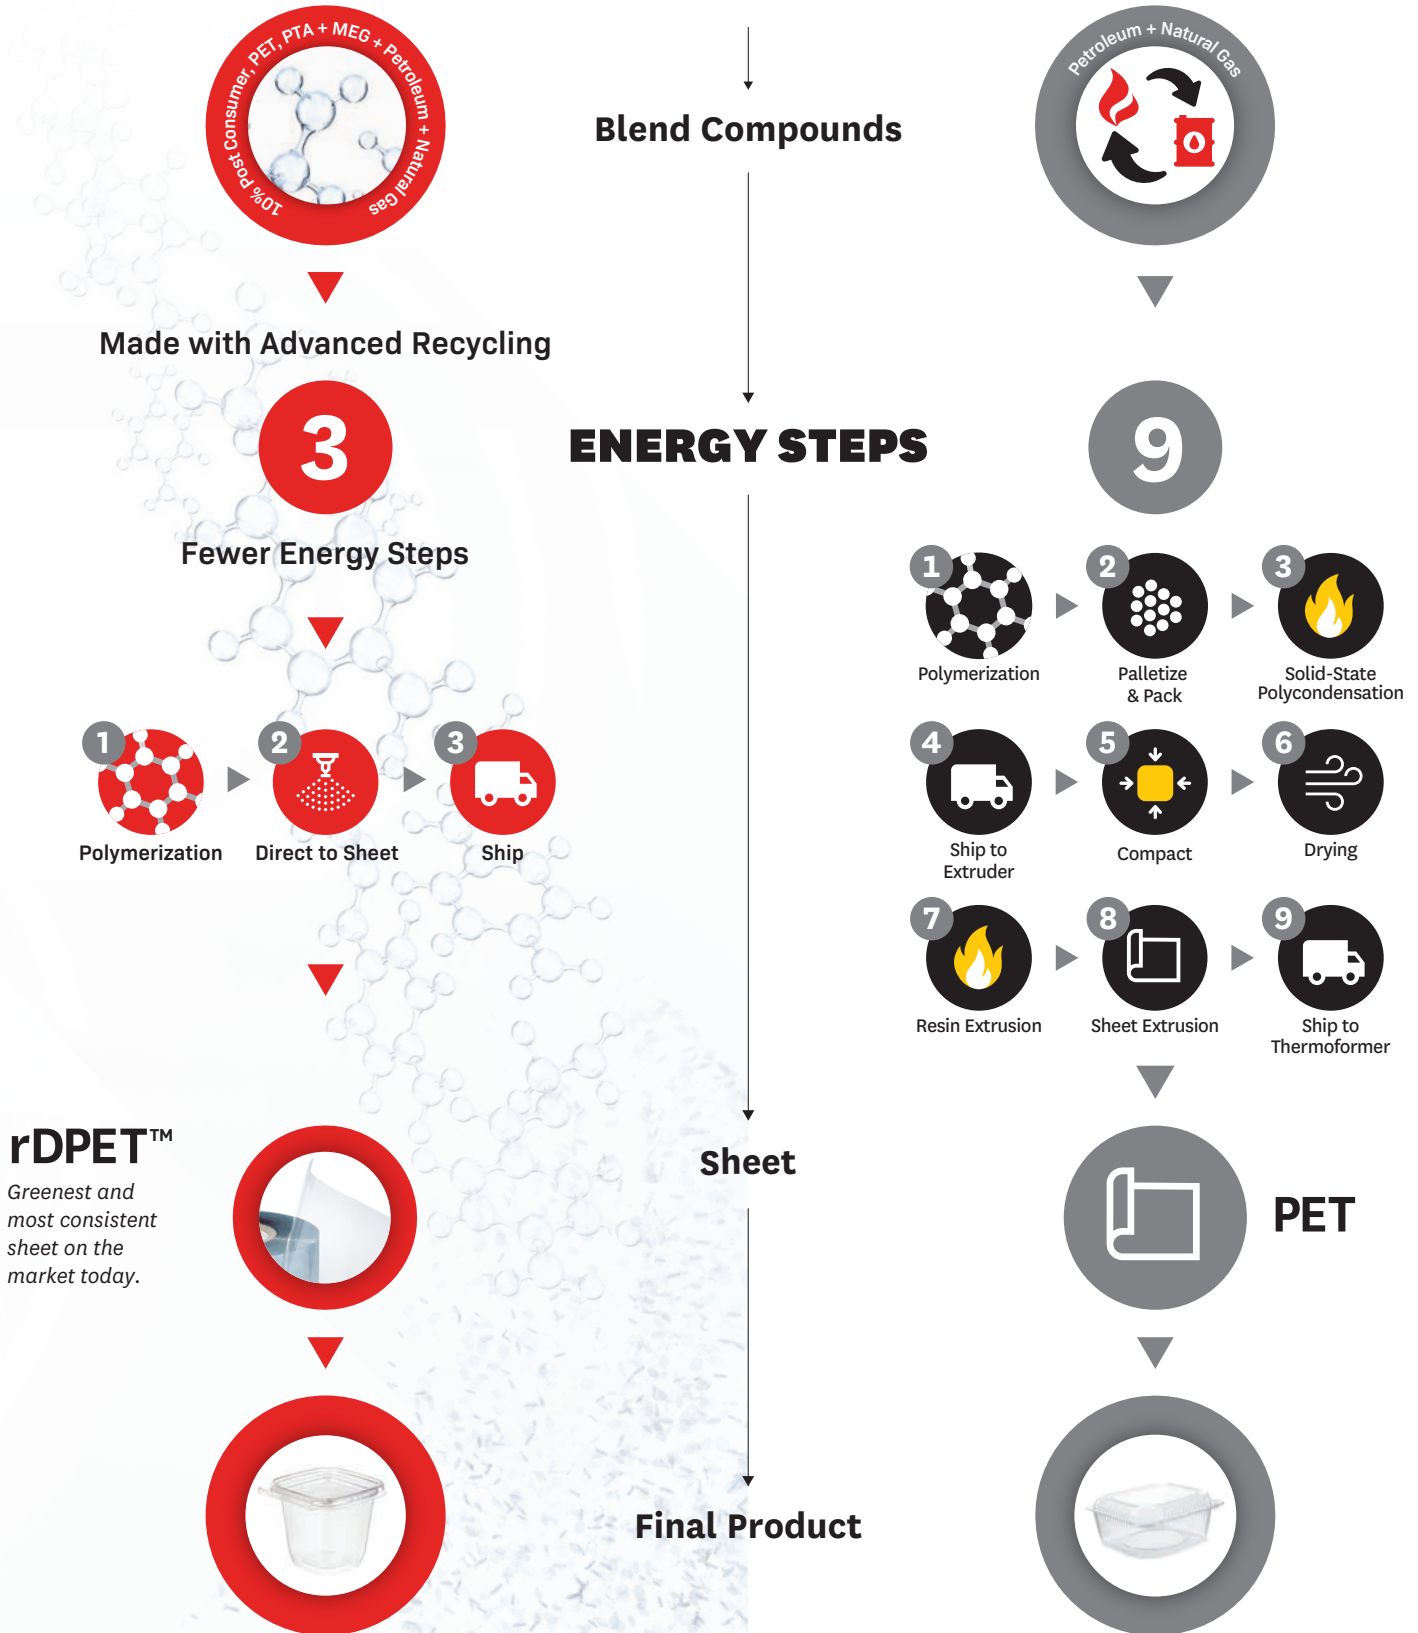 10% Post Consumer, PET, PTA + MEG + Petroleum + Natural Gas
Blend Compounds
Petroleum + Natural Gas
Made with Advanced Recycling
3
Fewer Energy Steps
ENERGY STEPS
9
1
Polymerization
2
Direct to Sheet
3
Ship
1
Polymerization
2
Palletize
& Pack
3
Solid-State
Polycondensation
4
Ship to
Extruder
5
Compact
6
Drying
7
Resin Extrusion
8
Sheet Extrusion
9
Ship to
Thermoformer
rDPET™
Greenest and
most consistent
sheet on the
market today.
Sheet
PET
Final Product